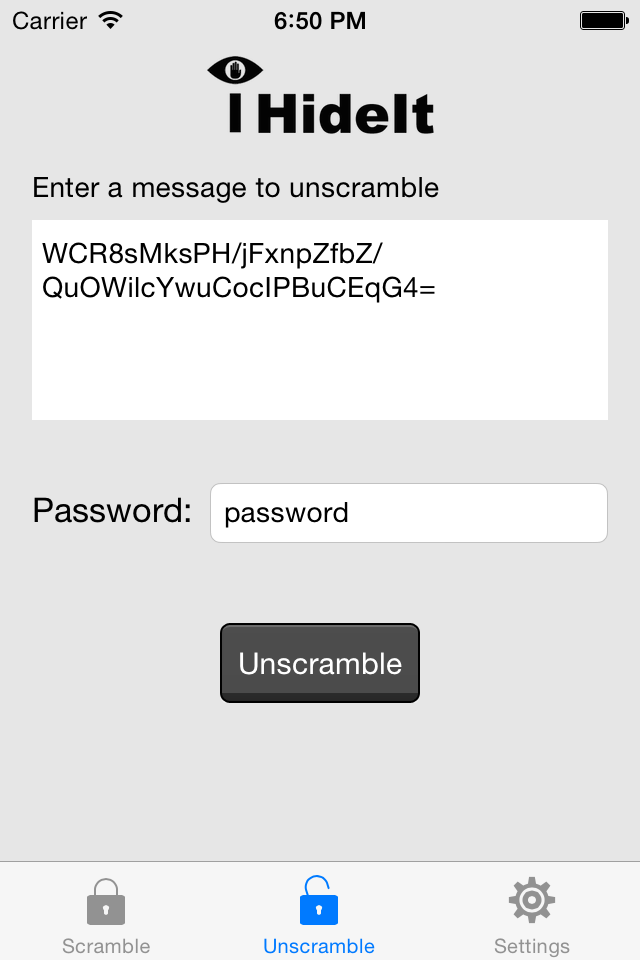 Carrier 6:50 PM
I HideIt
Enter a message to unscramble
WCR8sMksPH/jFxnpZfbZ/
QuOWilcYwuCocIPBuCEqG4=
Password: password
Unscramble
Scramble Unscramble Settings